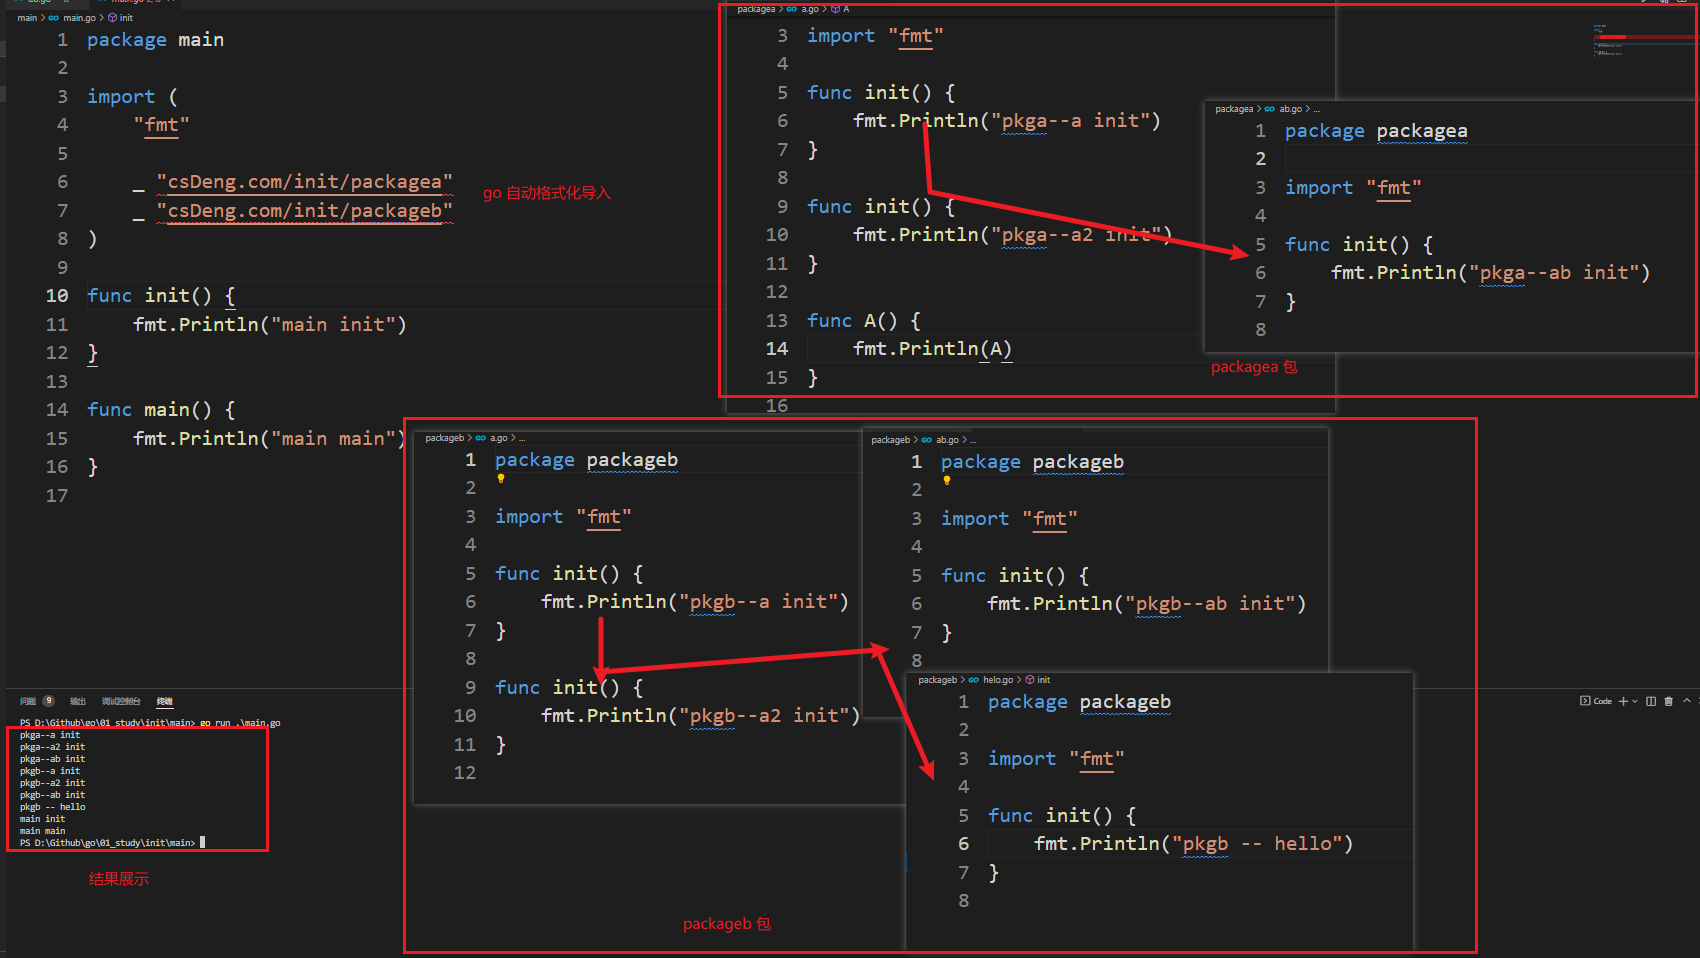 main > go main.go > init
1 package main
2
3 import (
4 "fmt"
5
6 _ "csDeng.com/init/packagea"
7 _ "csDeng.com/init/packageb"
8 )
9
10 func init() {
11 fmt.Println("main init")
12 }
13
14 func main() {
15 fmt.Println("main main")
16 }
17
go 自动格式化导入
packagea > go a.go > A
3 import "fmt"
4
5 func init() {
6 fmt.Println("pkga--a init")
7 }
8
9 func init() {
10 fmt.Println("pkga--a2 init")
11 }
12
13 func A() {
14 fmt.Println(A)
15 }
16
packagea > go ab.go > ...
1 package packagea
2
3 import "fmt"
4
5 func init() {
6 fmt.Println("pkga--ab init")
7 }
8
packagea 包
packageb > go a.go > ...
1 package packageb
2
3 import "fmt"
4
5 func init() {
6 fmt.Println("pkgb--a init")
7 }
8
9 func init() {
10 fmt.Println("pkgb--a2 init")
11 }
12
packageb > go ab.go > ...
1 package packageb
2
3 import "fmt"
4
5 func init() {
6 fmt.Println("pkgb--ab init")
7 }
8
packageb > go helo.go > init
1 package packageb
2
3 import "fmt"
4
5 func init() {
6 fmt.Println("pkgb -- hello")
7 }
8
packageb 包
问题 9 输出 调试控制台 终端
Code
PS D:\Github\go\01_study\init\main> go run .\main.go
pkga--a init
pkga--a2 init
pkga--ab init
pkgb--a init
pkgb--a2 init
pkgb--ab init
pkgb -- hello
main init
main main
PS D:\Github\go\01_study\init\main>
结果展示